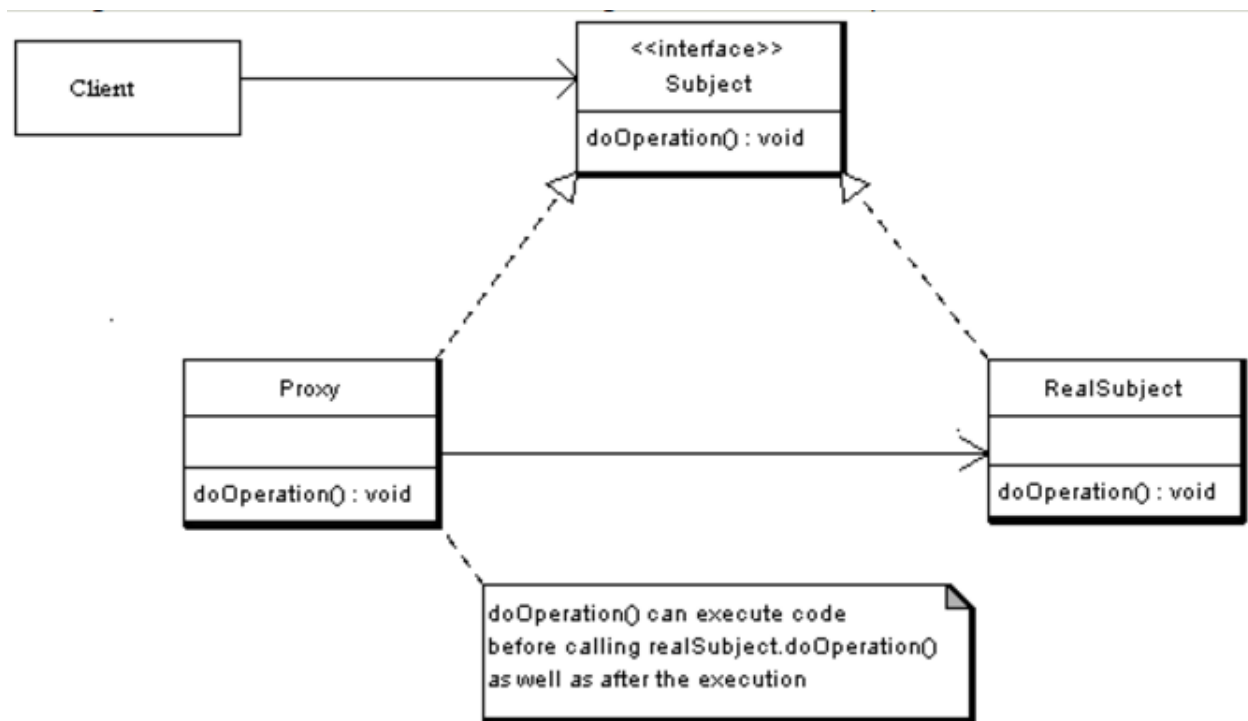 Client
<<interface>>
Subject
doOperation() : void
Proxy
doOperation() : void
RealSubject
doOperation() : void
doOperation() can execute code
before calling realSubject.doOperation()
as well as after the execution